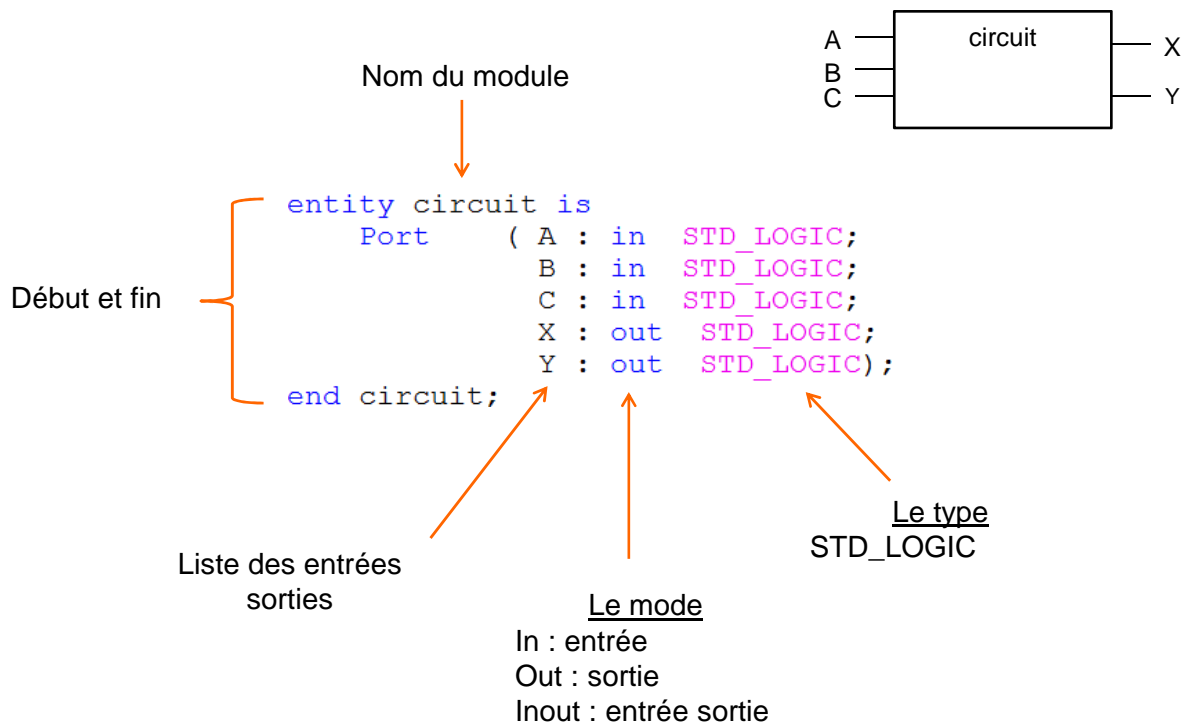 A
B
C
circuit
X
Y
Nom du module
Début et fin
entity circuit is
Port ( A : in STD_LOGIC;
B : in STD_LOGIC;
C : in STD_LOGIC;
X : out STD_LOGIC;
Y : out STD_LOGIC);
end circuit;
Liste des entrées
sorties
Le mode
In : entrée
Out : sortie
Inout : entrée sortie
Le type
STD_LOGIC